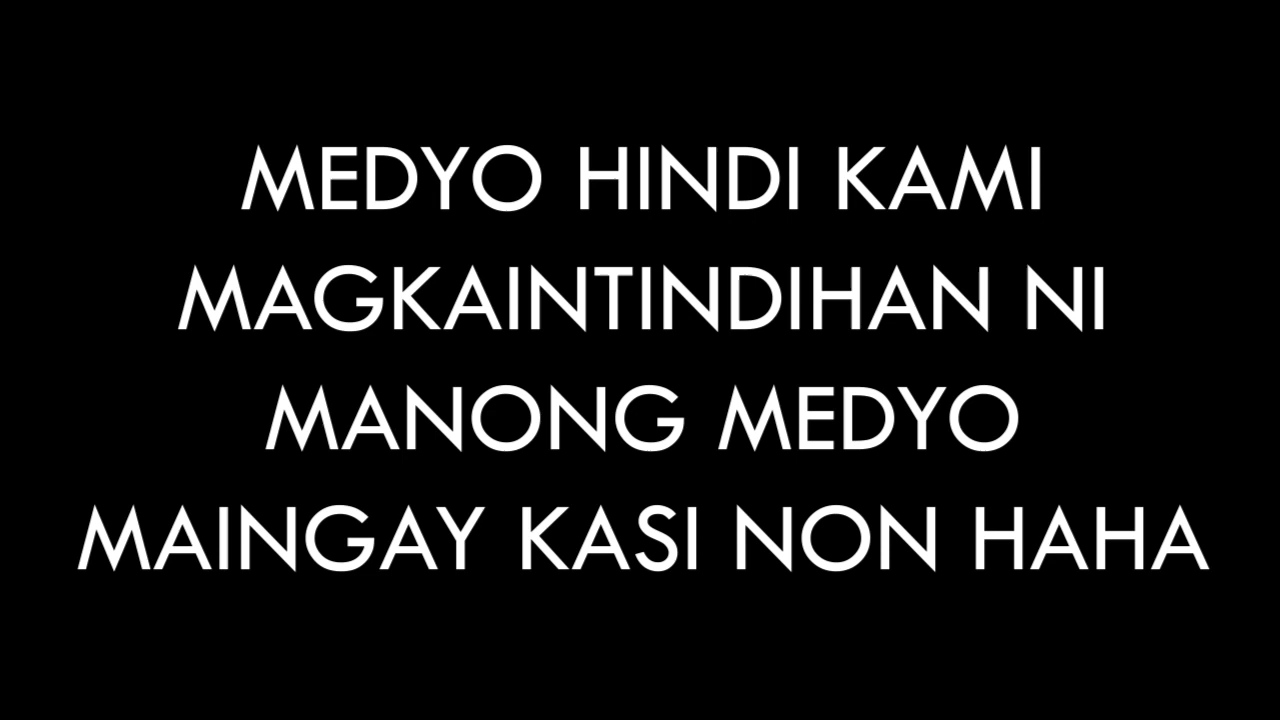 MEDYO HINDI KAMI
MAGKAINTINDIHAN NI
MANONG MEDYO
MAINGAY KASI NON HAHA